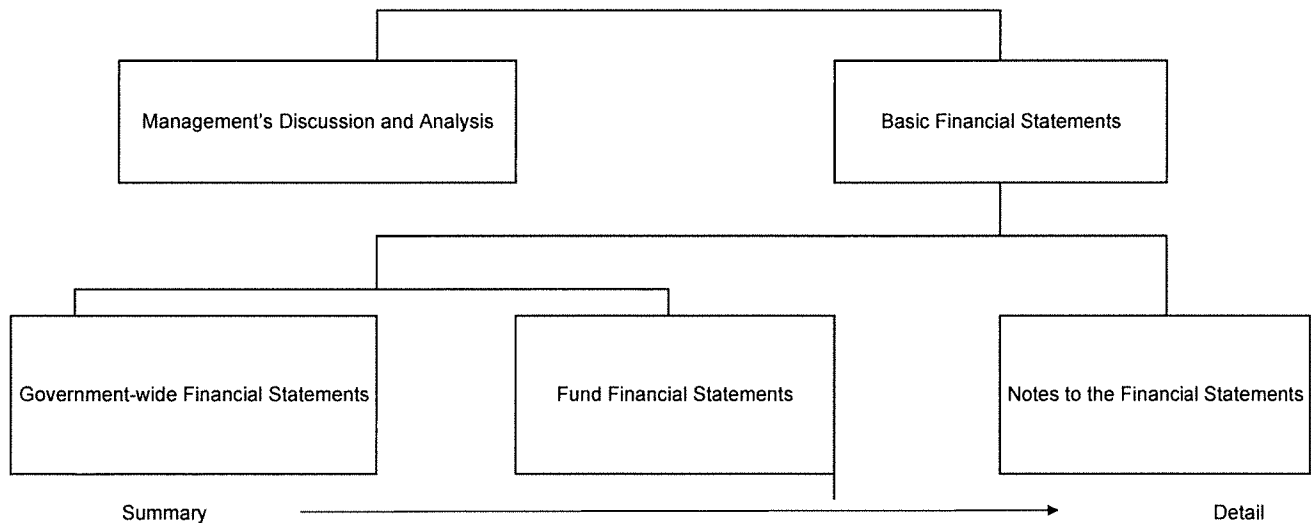 Management's Discussion and Analysis
Basic Financial Statements
Government-wide Financial Statements
Fund Financial Statements
Notes to the Financial Statements
Summary
Detail